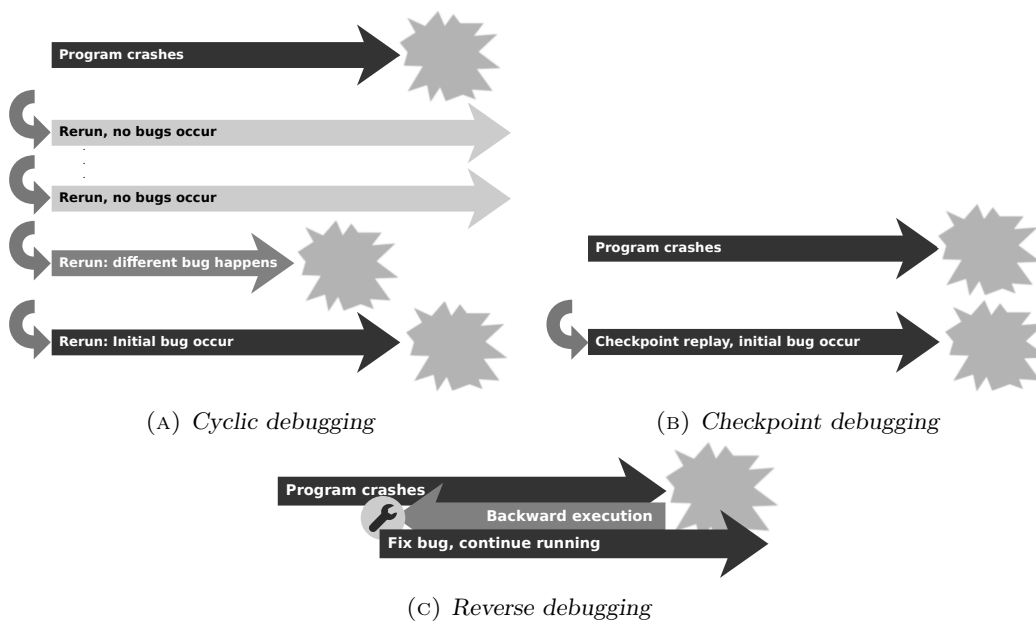 Program crashes
Rerun, no bugs occur
.
.
.
Rerun, no bugs occur
Rerun: different bug happens
Rerun: Initial bug occur
(A) Cyclic debugging
Program crashes
Checkpoint replay, initial bug occur
(B) Checkpoint debugging
Program crashes
Backward execution
Fix bug, continue running
(C) Reverse debugging